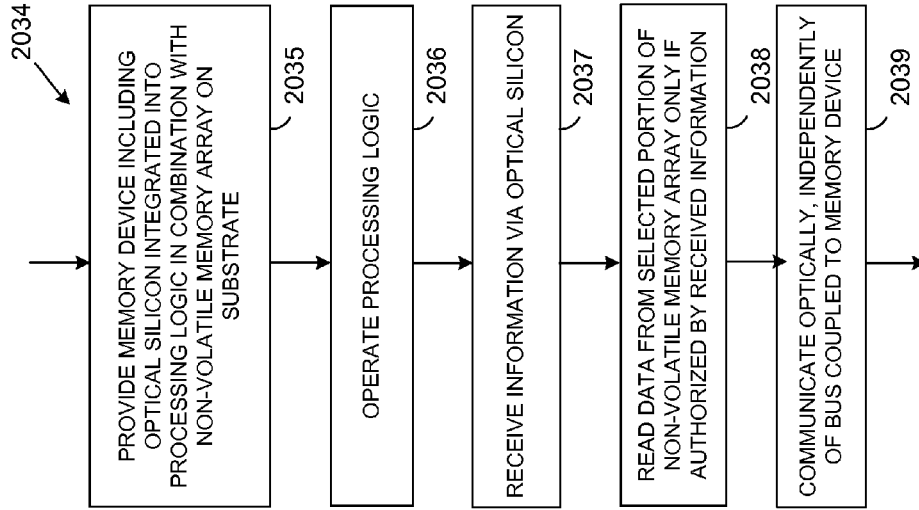 2034
PROVIDE MEMORY DEVICE INCLUDING
OPTICAL SILICON INTEGRATED INTO
PROCESSING LOGIC IN COMBINATION WITH
NON-VOLATILE MEMORY ARRAY ON
SUBSTRATE
2035
OPERATE PROCESSING LOGIC
2036
RECEIVE INFORMATION VIA OPTICAL SILICON
2037
READ DATA FROM SELECTED PORTION OF
NON-VOLATILE MEMORY ARRAY ONLY IF
AUTHORIZED BY RECEIVED INFORMATION
2038
COMMUNICATE OPTICALLY, INDEPENDENTLY
OF BUS COUPLED TO MEMORY DEVICE
2039